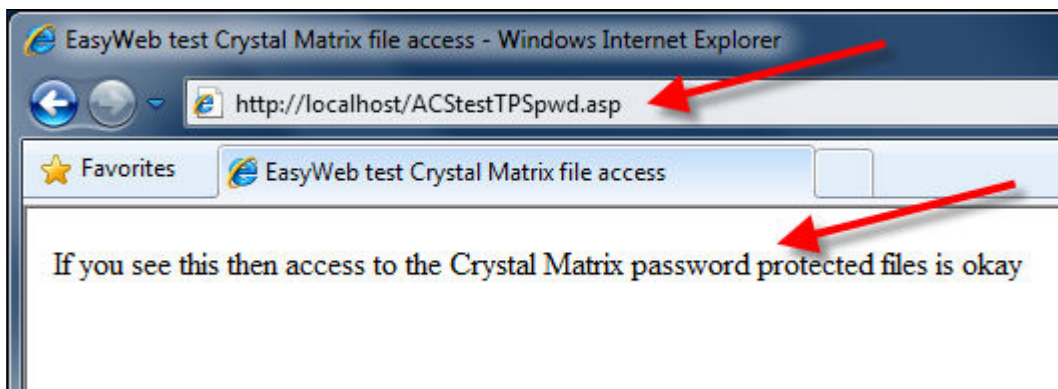 EasyWeb test Crystal Matrix file access - Windows Internet Explorer
http://localhost/ACStestTPSpwd.asp
Favorites
EasyWeb test Crystal Matrix file access
If you see this then access to the Crystal Matrix password protected files is okay